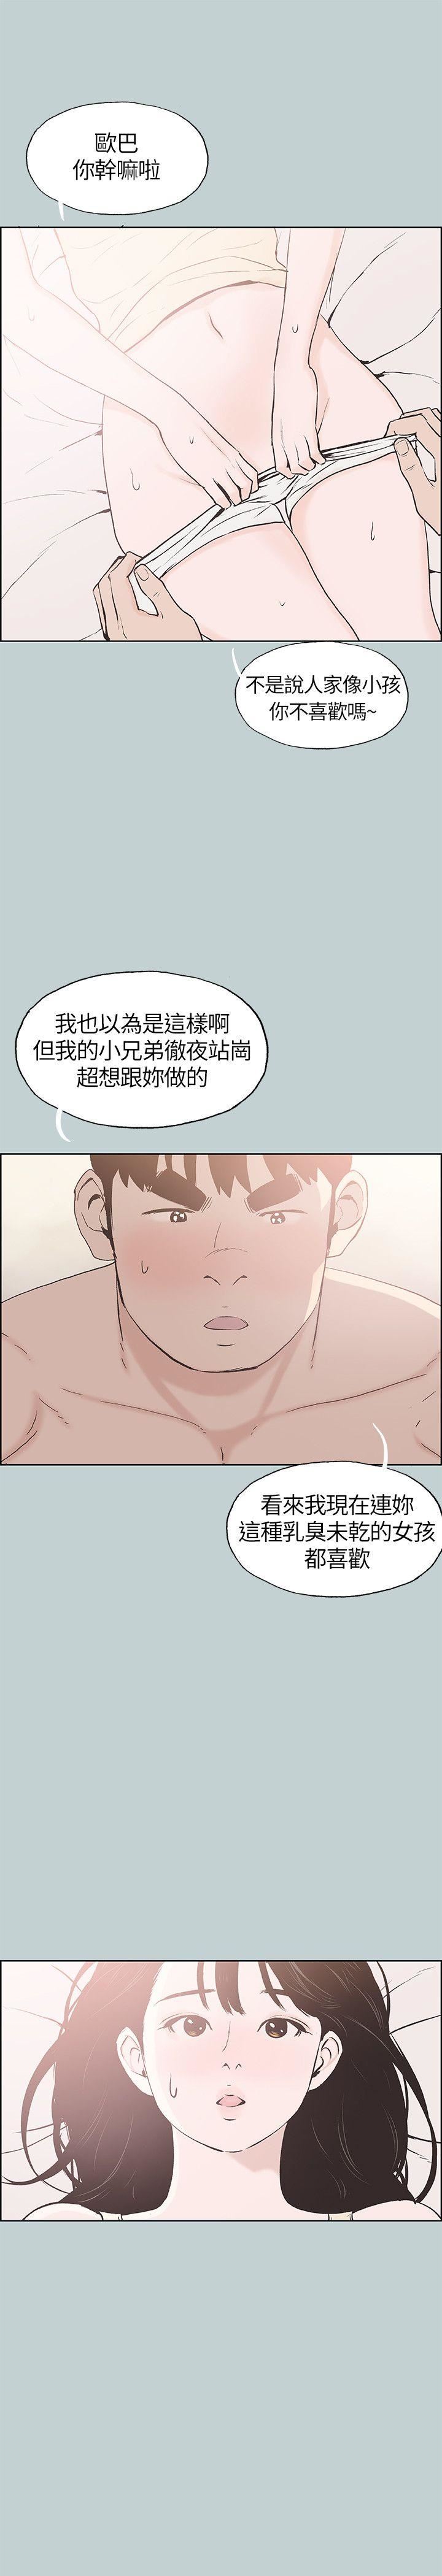 歐巴
你幹嘛啦
不是說人家像小孩
你不喜歡嗎~
我也以為是這樣啊
但我的小兄弟徹夜站崗
超想跟妳做的
看來我現在連妳
這種乳臭未乾的女孩
都喜歡